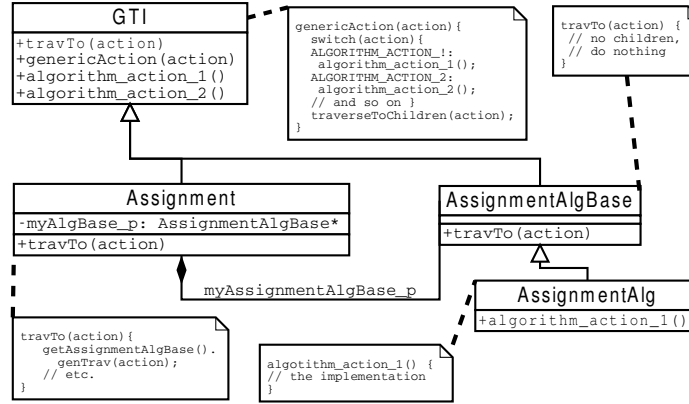 GTI
+travTo(action)
+genericAction(action)
+algorithm_action_1()
+algorithm_action_2()
genericAction(action){
switch(action){
ALGORITHM_ACTION_!:
algorithm_action_1();
ALGORITHM_ACTION_2:
algorithm_action_2();
// and so on }
traverseToChildren(action);
}
travTo(action) {
// no children,
// do nothing
}
Assignment
-myAlgBase_p: AssignmentAlgBase*
+travTo(action)
AssignmentAlgBase
+travTo(action)
myAssignmentAlgBase_p
AssignmentAlg
+algorithm_action_1()
travTo(action){
getAssignmentAlgBase().
genTrav(action);
// etc.
}
algotithm_action_1() {
// the implementation
}